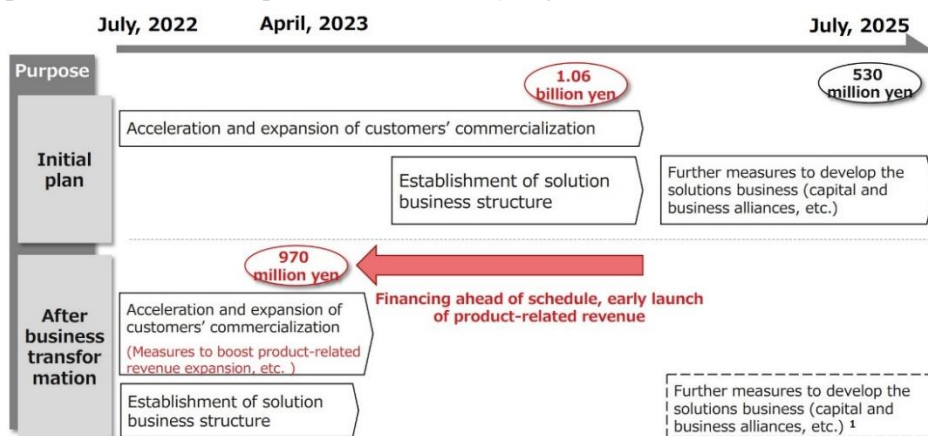 July, 2022 April, 2023 July, 2025
Purpose
1.06
billion yen
530
million yen
Initial
plan
Acceleration and expansion of customers’ commercialization
Establishment of solution
business structure
Further measures to develop the
solutions business (capital and
business alliances, etc.)
970
million yen
Financing ahead of schedule, early launch
of product-related revenue
After
business
transfor
mation
Acceleration and expansion of
customers’ commercialization
(Measures to boost product-related
revenue expansion, etc. )
Establishment of solution
business structure
Further measures to develop the
solutions business (capital and
business alliances, etc.) 1